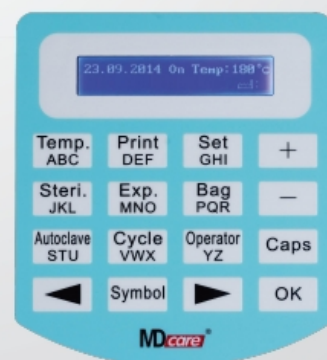 23.09.2014 On Temp:180°c
Temp. Print Set +
ABC DEF GHI
Steri. Exp. Bag −
JKL MNO PQR
Autoclave Cycle Operator Caps
STU VWX YZ
Symbol OK
MDcare®